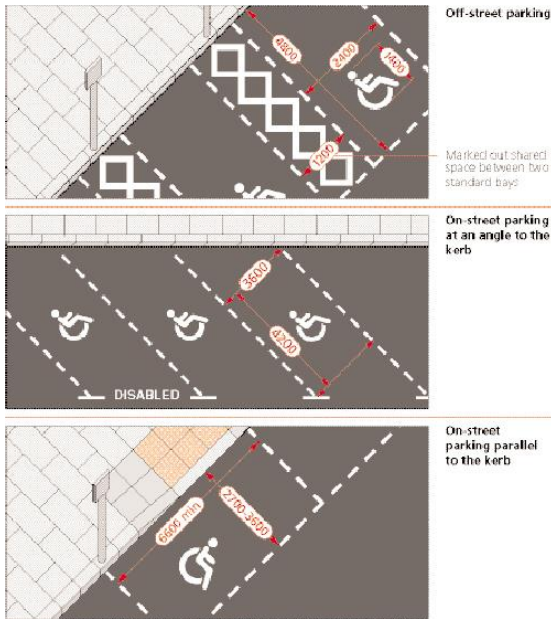 Off-street parking
4800
2400
1400
1200
Marked out shared
space between two
standard bays
On-street parking
at an angle to the
kerb
3600
4200
DISABLED
On-street
parking parallel
to the kerb
6600 min
2700-3600